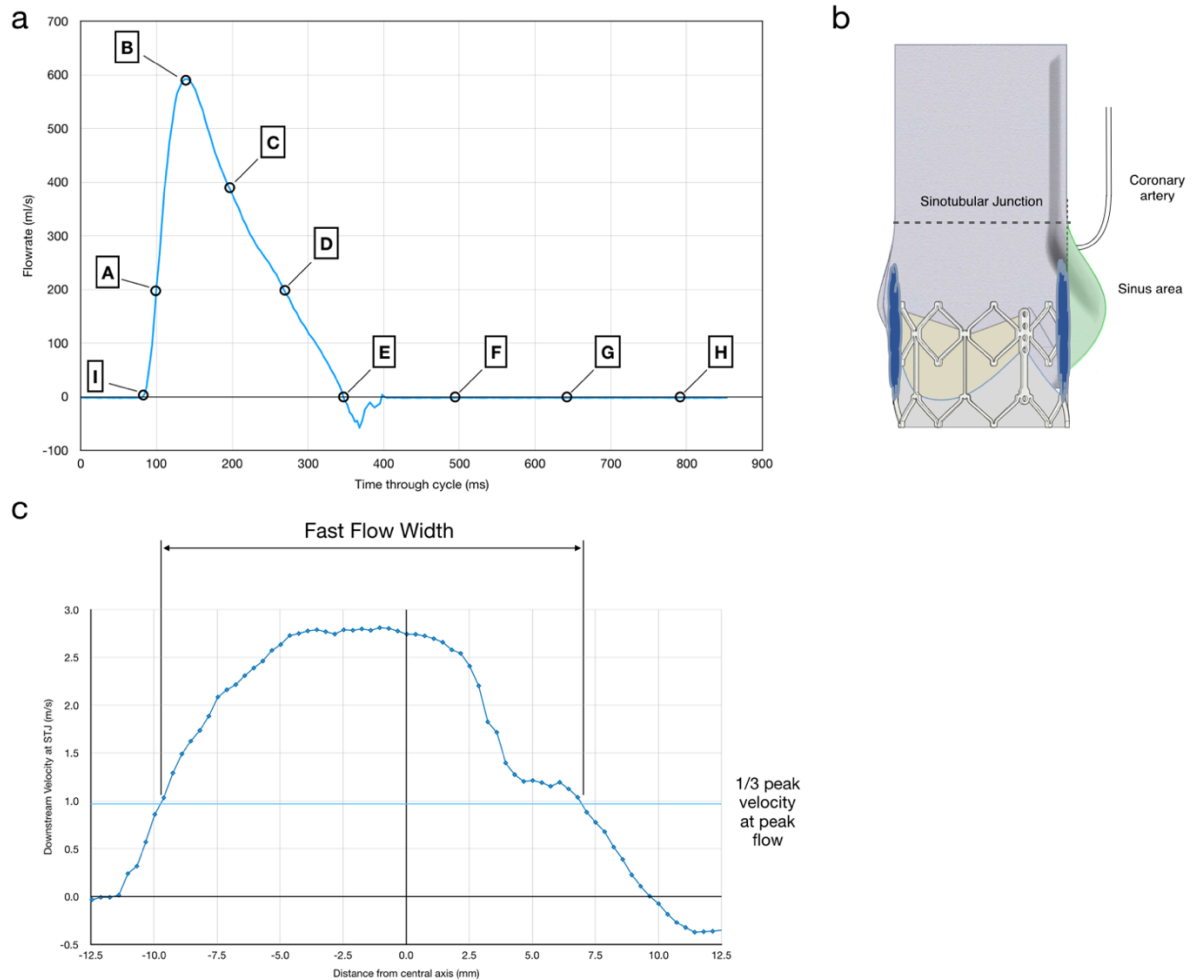 a
700
600
500
400
300
200
100
0
-100
Flowrate (ml/s)
A
B
C
D
E
F
G
H
I
0 100 200 300 400 500 600 700 800 900
Time through cycle (ms)
b
Sinotubular Junction
Coronary
artery
Sinus area
c
Fast Flow Width
3.0
2.5
2.0
1.5
1.0
0.5
0.0
-0.5
Downstream Velocity at STJ (m/s)
1/3 peak
velocity
at peak
flow
-12.5 -10.0 -7.5 -5.0 -2.5 0.0 2.5 5.0 7.5 10.0 12.5
Distance from central axis (mm)